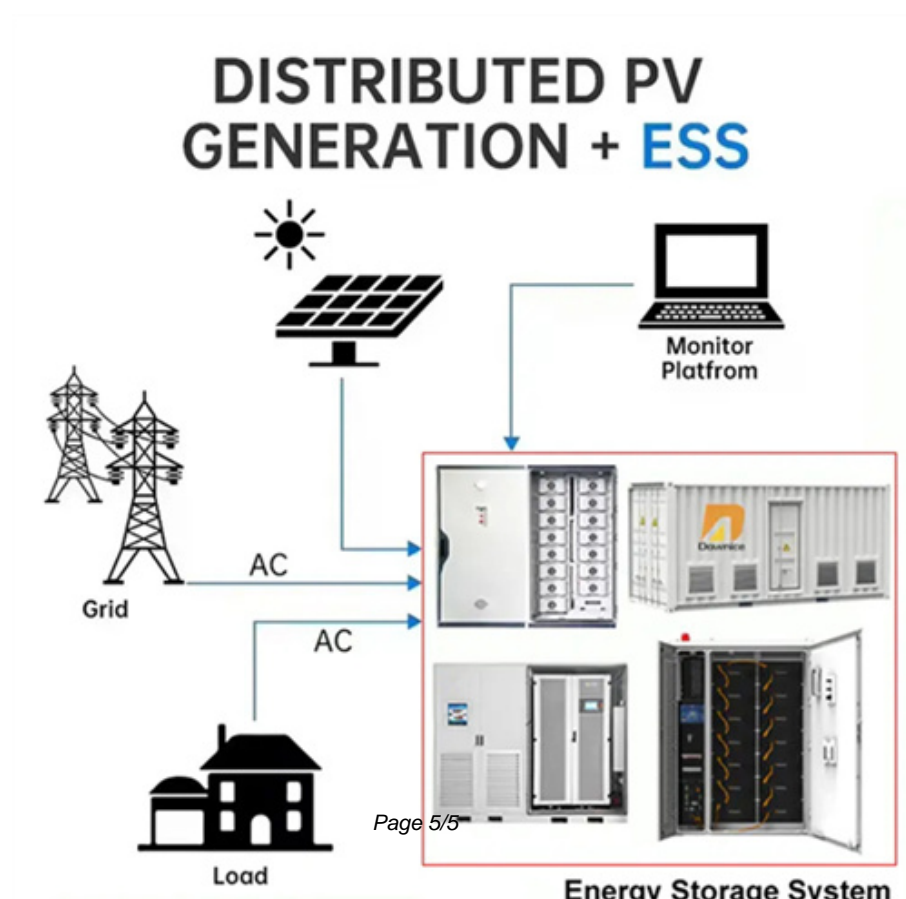 DISTRIBUTED PV
GENERATION + ESS
Monitor
Platfrom
AC
Grid
AC
Dawnice
Page 5/5
Load
Energy Storage System